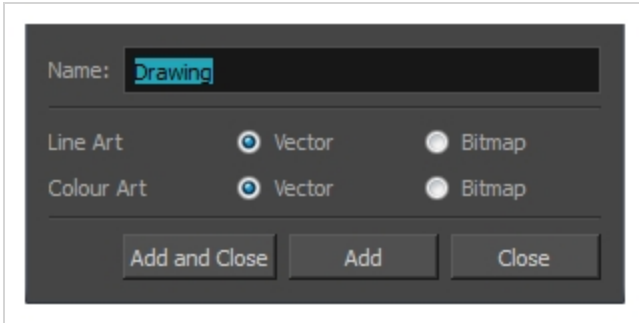 Name: Drawing
Line Art Vector Bitmap
Colour Art Vector Bitmap
Add and Close Add Close